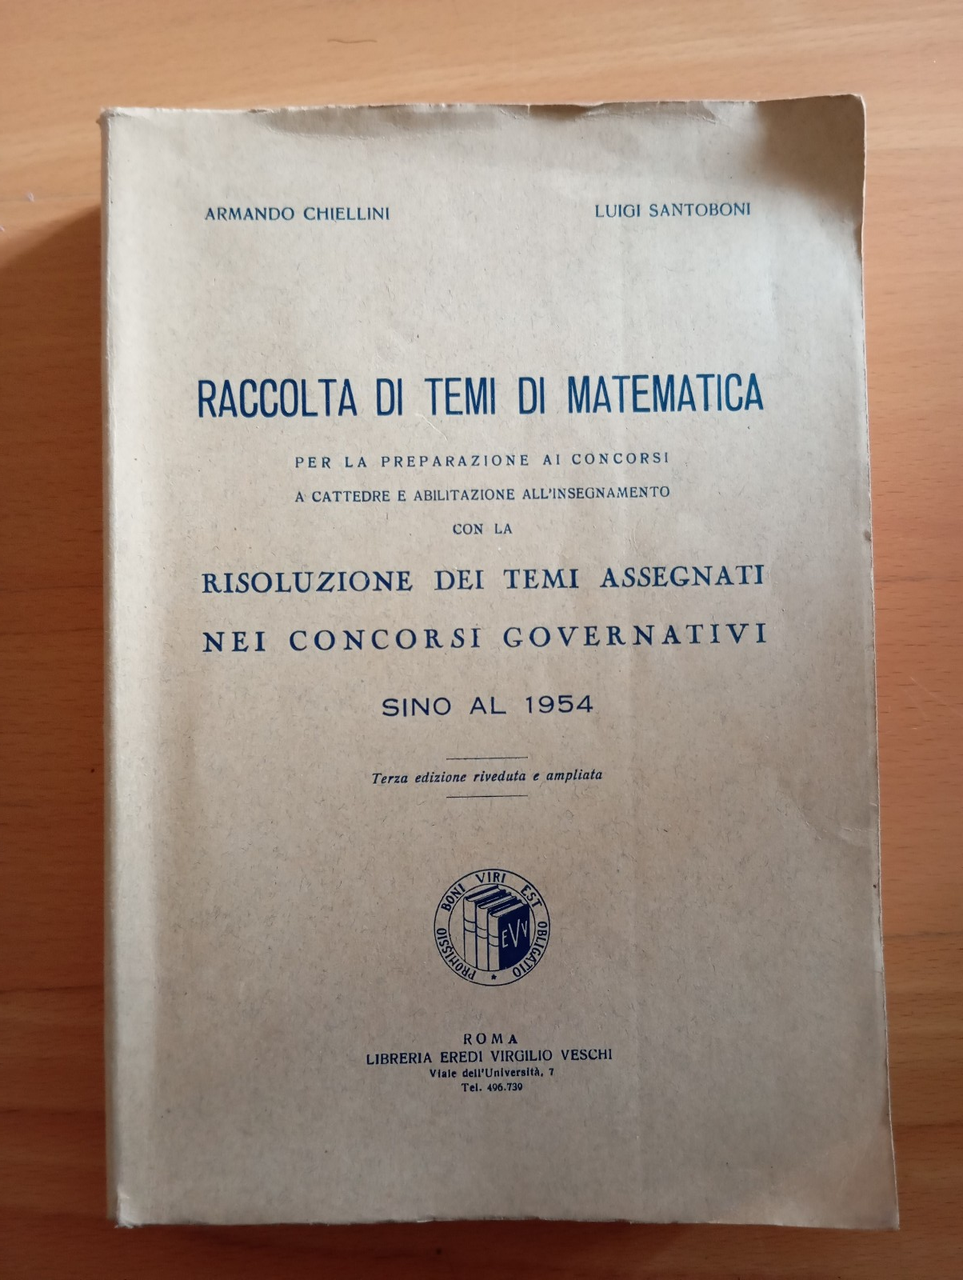 ARMANDO CHIELLINI
LUIGI SANTOBONI
RACCOLTA DI TEMI DI MATEMATICA
PER LA PREPARAZIONE AI CONCORSI
A CATTEDRE E ABILITAZIONE ALL'INSEGNAMENTO
CON LA
RISOLUZIONE DEI TEMI ASSEGNATI
NEI CONCORSI GOVERNATIVI
SINO AL 1954
Terza edizione riveduta e ampliata
PROMISSIO BONI VIRI EST OBLIGATIO
EVV
ROMA
LIBRERIA EREDI VIRGILIO VESCHI
Viale dell'Università, 7
Tel. 496.739